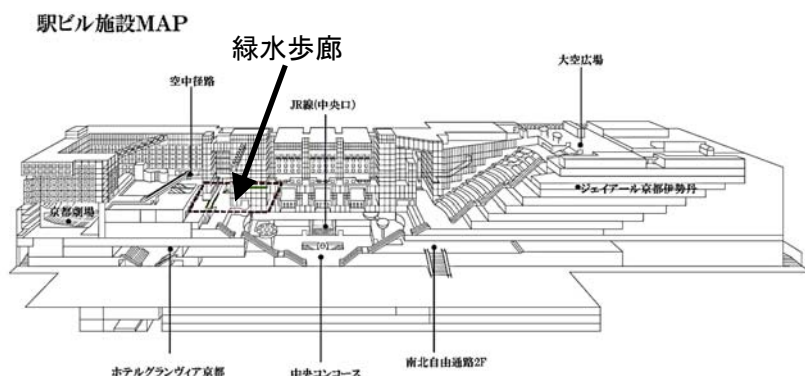 駅ビル施設MAP
緑水歩廊
大空広場
空中径路
JR線(中央口)
ジェイアール京都伊勢丹
京都劇場
南北自由通路2F
ホテルグランヴィア京都
中央コンコース